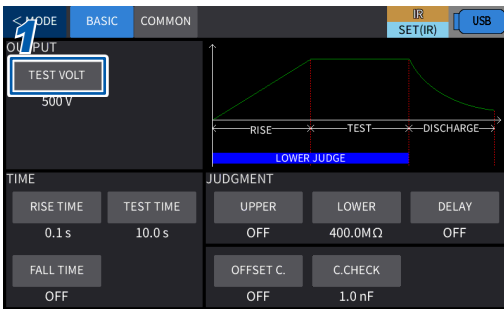 < MODE BASIC COMMON IR SET(IR) USB
1
OUTPUT
TEST VOLT
500 V
RISE TEST DISCHARGE
LOWER JUDGE
TIME
RISE TIME TEST TIME
0.1 s 10.0 s
FALL TIME
OFF
JUDGMENT
UPPER LOWER DELAY
OFF 400.0MΩ OFF
OFFSET C. C.CHECK
OFF 1.0 nF